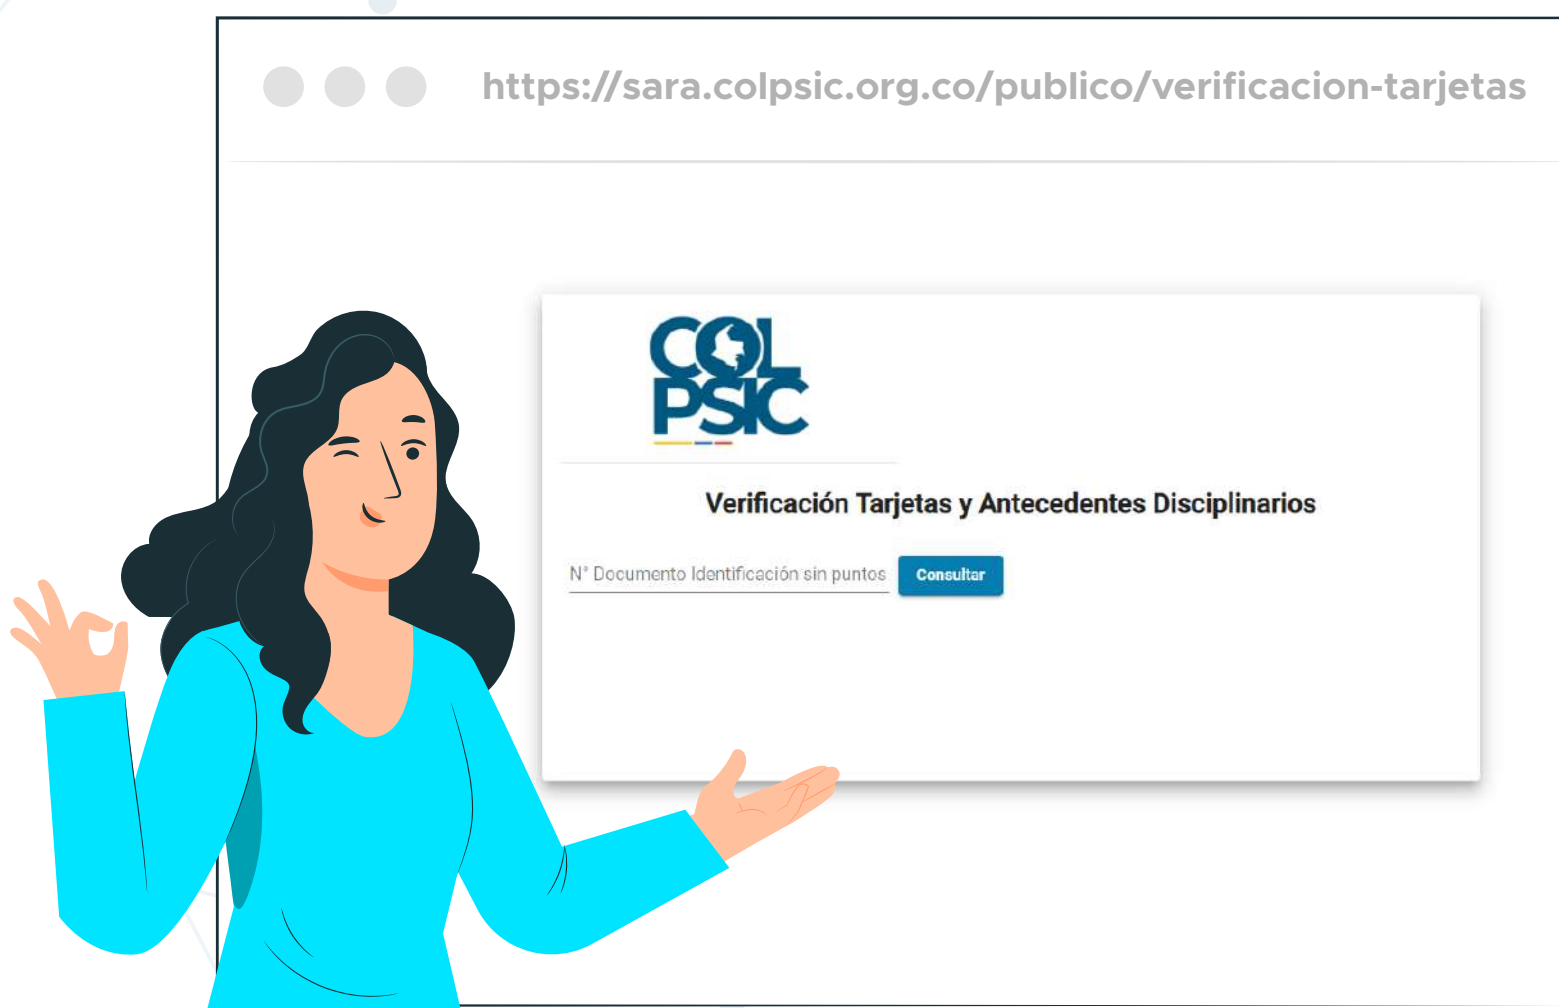 https://sara.colpsic.org.co/publico/verificacion-tarjetas
COL
PSIC
Verificación Tarjetas y Antecedentes Disciplinarios
N° Documento Identificación sin puntos Consultar